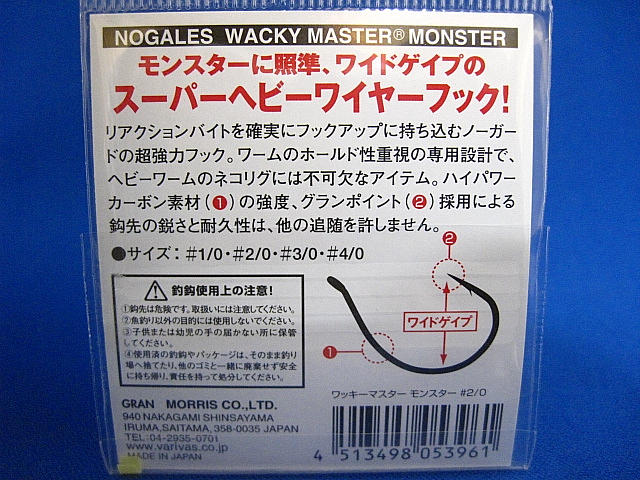 NOGALES WACKY MASTER® MONSTER
モンスターに照準、ワイドゲイプの
スーパーヘビーワイヤーフック!
リアクションバイトを確実にフックアップに持ち込むノーガー
ドの超強力フック。ワームのホールド性重視の専用設計で、
ヘビーワームのネコリグには不可欠なアイテム。ハイパワー
カーボン素材(①)の強度、グランポイント(②)採用による
鈎先の鋭さと耐久性は、他の追随を許しません。
●サイズ:#1/0・#2/0・#3/0・#4/0
⚠釣鈎使用上の注意!
①鈎先は危険です。取扱いには注意してください。
②魚釣り以外の目的には使用しないでください。
③子供または幼児の手の届かない所に保管
してください。
④使用済の釣鈎やパッケージは、そのまま釣り
場へ捨てたり、他のゴミと一緒に廃棄せず安全
に持ち帰り、責任を持って処分してください。
②
ワイドゲイプ
①
ワッキーマスター モンスター #2/0
GRAN MORRIS CO.,LTD.
940 NAKAGAMI SHINSAYAMA
IRUMA,SAITAMA, 358-0035 JAPAN
TEL:04-2935-0701
www.varivas.co.jp
MADE IN JAPAN
4 513498 053961